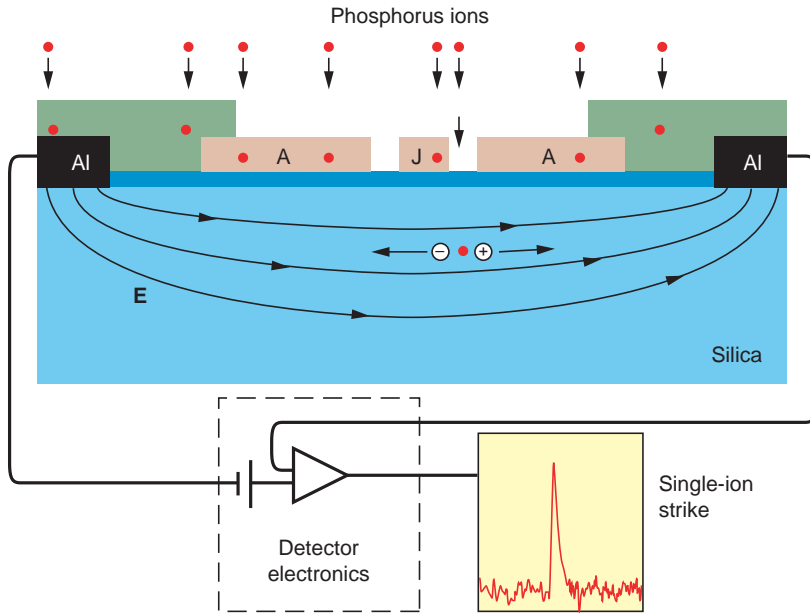 Phosphorus ions
Al
A
J
A
Al
− +
E
Silica
Single-ion
strike
Detector
electronics